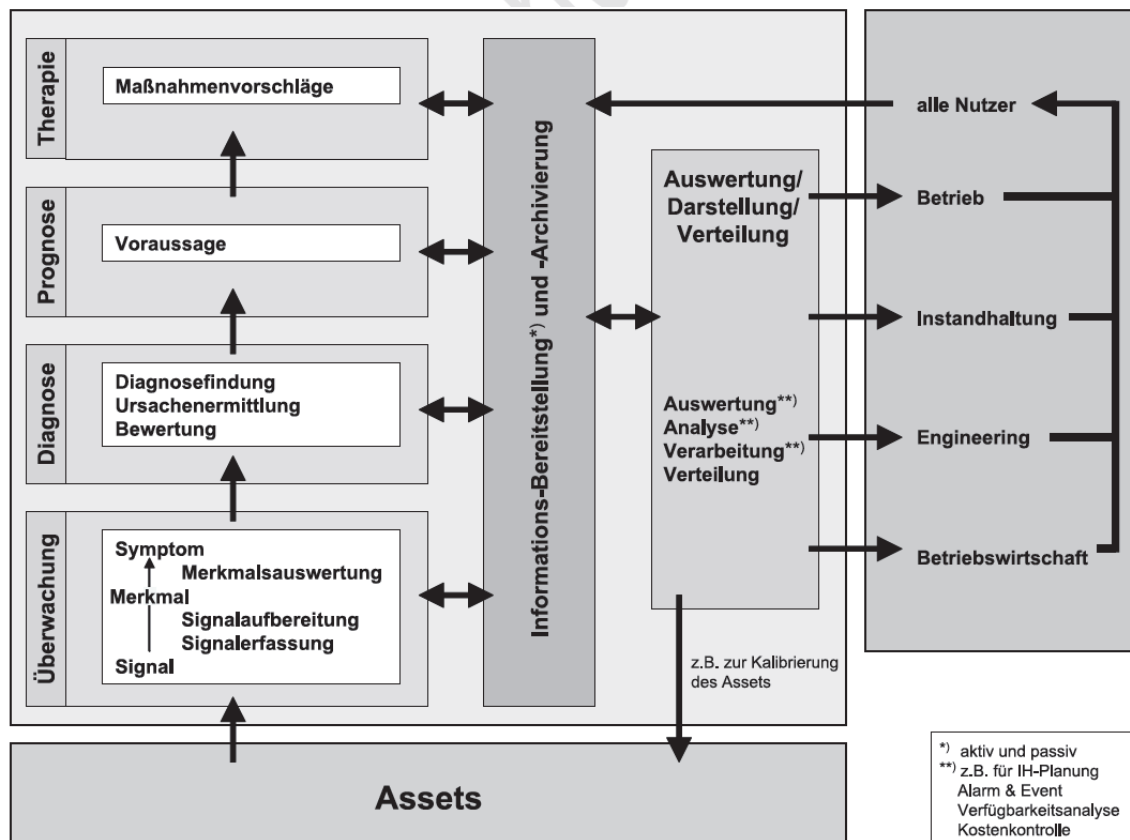 Therapie
Maßnahmenvorschläge
Prognose
Voraussage
Diagnose
Diagnosefindung
Ursachenermittlung
Bewertung
Überwachung
Symptom
Merkmalsauswertung
Merkmal
Signalaufbereitung
Signalerfassung
Signal
Informations-Bereitstellung*) und -Archivierung
Auswertung/
Darstellung/
Verteilung
Auswertung**)
Analyse**)
Verarbeitung**)
Verteilung
z.B. zur Kalibrierung
des Assets
alle Nutzer
Betrieb
Instandhaltung
Engineering
Betriebswirtschaft
Assets
*) aktiv und passiv
**) z.B. für IH-Planung
Alarm & Event
Verfügbarkeitsanalyse
Kostenkontrolle